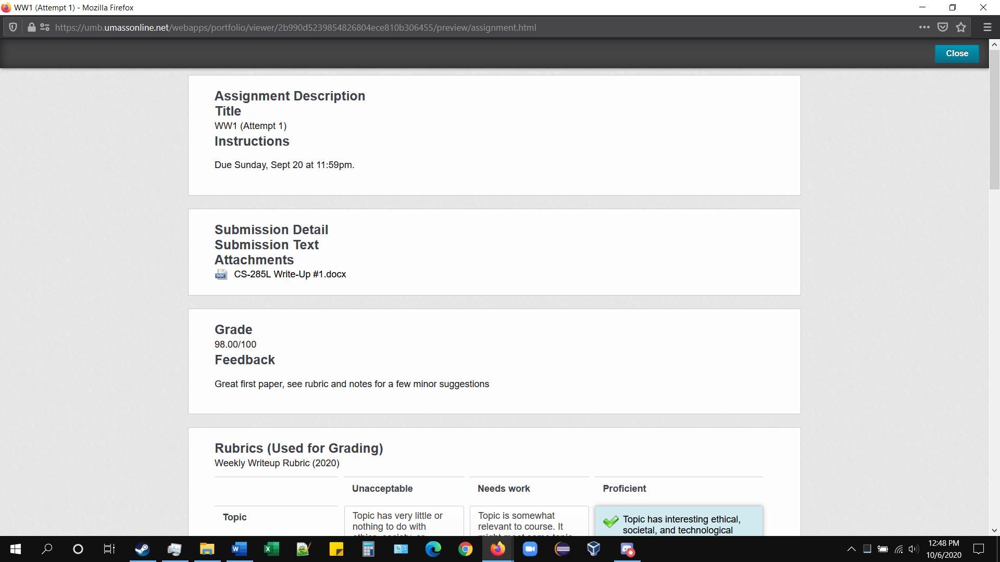 WW1 (Attempt 1) - Mozilla Firefox
https://umb.umassonline.net/webapps/portfolio/viewer/2b990d5239854826804ece810b306455/preview/assignment.html
Close
Assignment Description
Title
WW1 (Attempt 1)
Instructions
Due Sunday, Sept 20 at 11:59pm.
Submission Detail
Submission Text
Attachments
CS-285L Write-Up #1.docx
Grade
98.00/100
Feedback
Great first paper, see rubric and notes for a few minor suggestions
Rubrics (Used for Grading)
Weekly Writeup Rubric (2020)
Unacceptable
Needs work
Proficient
Topic
Topic has very little or
nothing to do with
Topic is somewhat
relevant to course. It
Topic has interesting ethical,
societal, and technological
12:48 PM
10/6/2020